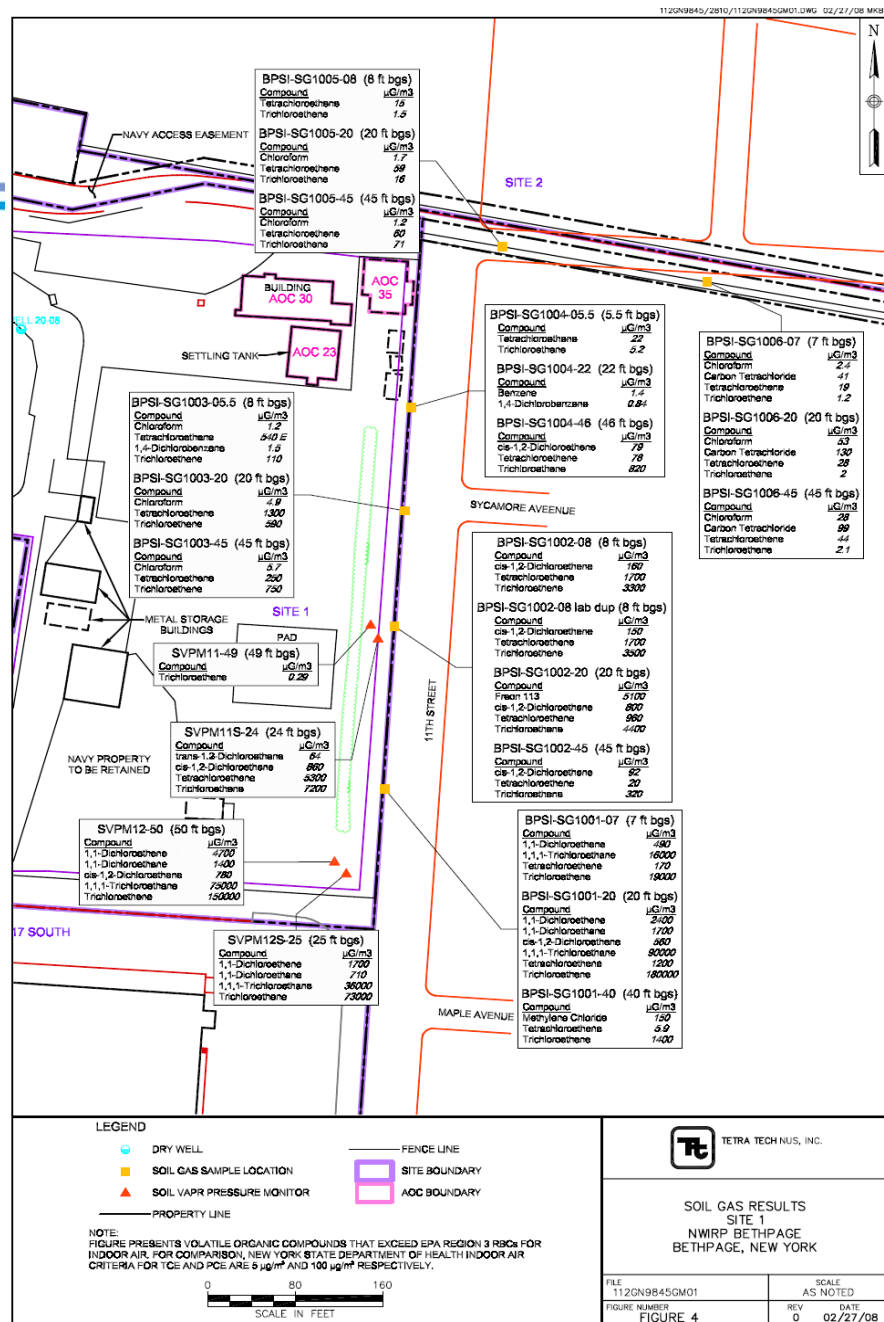 112GN9845/2810/112GN9845GM01.DWG 02/27/08 MKB
N
NAVY ACCESS EASEMENT
SITE 2
BPSI-SG1005-08 (8 ft bgs)
Compound µG/m3
Tetrachloroethene 15
Trichloroethene 1.5
BPSI-SG1005-20 (20 ft bgs)
Compound µG/m3
Chloroform 1.7
Tetrachloroethene 59
Trichloroethene 16
BPSI-SG1005-45 (45 ft bgs)
Compound µG/m3
Chloroform 1.2
Tetrachloroethene 60
Trichloroethene 71
BUILDING
AOC 30
AOC
35
SETTLING TANK
AOC 23
ELL 20-08
BPSI-SG1004-05.5 (5.5 ft bgs)
Compound µG/m3
Tetrachloroethene 22
Trichloroethene 5.2
BPSI-SG1004-22 (22 ft bgs)
Compound µG/m3
Benzene 1.4
1,4-Dichlorobenzene 0.84
BPSI-SG1004-46 (46 ft bgs)
Compound µG/m3
cis-1,2-Dichloroethene 79
Tetrachloroethene 78
Trichloroethene 820
BPSI-SG1006-07 (7 ft bgs)
Compound µG/m3
Chloroform 2.4
Carbon Tetrachloride 41
Tetrachloroethene 19
Trichloroethene 1.2
BPSI-SG1006-20 (20 ft bgs)
Compound µG/m3
Chloroform 53
Carbon Tetrachloride 130
Tetrachloroethene 28
Trichloroethene 2
BPSI-SG1006-45 (45 ft bgs)
Compound µG/m3
Chloroform 28
Carbon Tetrachloride 99
Tetrachloroethene 44
Trichloroethene 2.1
BPSI-SG1003-05.5 (8 ft bgs)
Compound µG/m3
Chloroform 1.2
Tetrachloroethene 540 E
1,4-Dichlorobenzene 1.5
Trichloroethene 110
BPSI-SG1003-20 (20 ft bgs)
Compound µG/m3
Chloroform 4.9
Tetrachloroethene 1300
Trichloroethene 590
BPSI-SG1003-45 (45 ft bgs)
Compound µG/m3
Chloroform 5.7
Tetrachloroethene 250
Trichloroethene 750
SYCAMORE AVEENUE
SITE 1
METAL STORAGE
BUILDINGS
PAD
BPSI-SG1002-08 (8 ft bgs)
Compound µG/m3
cis-1,2-Dichloroethene 160
Tetrachloroethene 1700
Trichloroethene 3300
BPSI-SG1002-08 lab dup (8 ft bgs)
Compound µG/m3
cis-1,2-Dichloroethene 150
Tetrachloroethene 1700
Trichloroethene 3500
BPSI-SG1002-20 (20 ft bgs)
Compound µG/m3
Freon 113 5100
cis-1,2-Dichloroethene 800
Tetrachloroethene 960
Trichloroethene 4400
BPSI-SG1002-45 (45 ft bgs)
Compound µG/m3
cis-1,2-Dichloroethene 92
Tetrachloroethene 20
Trichloroethene 320
SVPM11-49 (49 ft bgs)
Compound µG/m3
Trichloroethene 0.29
11TH STREET
SVPM11S-24 (24 ft bgs)
Compound µG/m3
trans-1,2-Dichloroethene 64
cis-1,2-Dichloroethene 860
Tetrachloroethene 5300
Trichloroethene 7200
NAVY PROPERTY
TO BE RETAINED
SVPM12-50 (50 ft bgs)
Compound µG/m3
1,1-Dichloroethene 4700
1,1-Dichloroethane 1400
cis-1,2-Dichloroethene 780
1,1,1-Trichloroethane 75000
Trichloroethene 150000
BPSI-SG1001-07 (7 ft bgs)
Compound µG/m3
1,1-Dichloroethene 490
1,1,1-Trichloroethane 16000
Tetrachloroethene 170
Trichloroethene 19000
BPSI-SG1001-20 (20 ft bgs)
Compound µG/m3
1,1-Dichloroethene 2400
1,1-Dichloroethane 1700
cis-1,2-Dichloroethene 560
1,1,1-Trichloroethane 90000
Tetrachloroethene 1200
Trichloroethene 180000
BPSI-SG1001-40 (40 ft bgs)
Compound µG/m3
Methylene Chloride 150
Tetrachloroethene 5.9
Trichloroethene 1400
17 SOUTH
SVPM12S-25 (25 ft bgs)
Compound µG/m3
1,1-Dichloroethene 1700
1,1-Dichloroethane 710
1,1,1-Trichloroethane 36000
Trichloroethene 73000
MAPLE AVENUE
LEGEND
DRY WELL
SOIL GAS SAMPLE LOCATION
SOIL VAPR PRESSURE MONITOR
PROPERTY LINE
FENCE LINE
SITE BOUNDARY
AOC BOUNDARY
NOTE:
FIGURE PRESENTS VOLATILE ORGANIC COMPOUNDS THAT EXCEED EPA REGION 3 RBCs FOR
INDOOR AIR. FOR COMPARISON, NEW YORK STATE DEPARTMENT OF HEALTH INDOOR AIR
CRITERIA FOR TCE AND PCE ARE 5 µg/m³ AND 100 µg/m³ RESPECTIVELY.
0 80 160
SCALE IN FEET
Tt TETRA TECH NUS, INC.
SOIL GAS RESULTS
SITE 1
NWIRP BETHPAGE
BETHPAGE, NEW YORK
FILE
112GN9845GM01
SCALE
AS NOTED
FIGURE NUMBER
FIGURE 4
REV
0
DATE
02/27/08